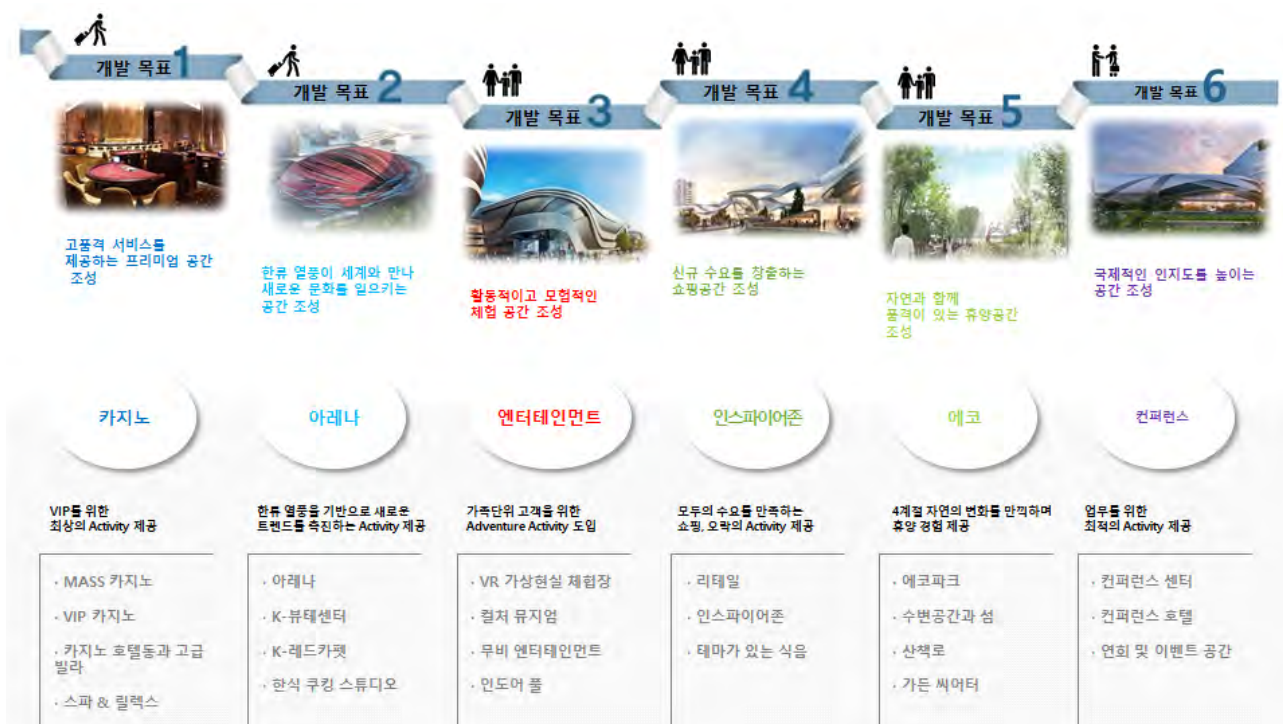 개발 목표 1
고품격 서비스를
제공하는 프리미엄 공간
조성
개발 목표 2
한류 열풍이 세계와 만나
새로운 문화를 일으키는
공간 조성
개발 목표 3
활동적이고 모험적인
체험 공간 조성
개발 목표 4
신규 수요를 창출하는
쇼핑공간 조성
개발 목표 5
자연과 함께
품격이 있는 휴양공간
조성
개발 목표 6
국제적인 인지도를 높이는
공간 조성
카지노
VIP를 위한
최상의 Activity 제공
· MASS 카지노
· VIP 카지노
· 카지노 호텔동과 고급
빌라
· 스파 & 릴렉스
아레나
한류 열풍을 기반으로 새로운
트렌드를 촉진하는 Activity 제공
· 아레나
· K-뷰테센터
· K-레드카펫
· 한식 쿠킹 스튜디오
엔터테인먼트
가족단위 고객을 위한
Adventure Activity 도입
· VR 가상현실 체험장
· 컬처 뮤지엄
· 무비 엔터테인먼트
· 인도어 풀
인스파이어존
모두의 수요를 만족하는
쇼핑, 오락의 Activity 제공
· 리테일
· 인스파이어존
· 테마가 있는 식음
에코
4계절 자연의 변화를 만끽하며
휴양 경험 제공
· 에코파크
· 수변공간과 섬
· 산책로
· 가든 씨어터
컨퍼런스
업무를 위한
최적의 Activity 제공
· 컨퍼런스 센터
· 컨퍼런스 호텔
· 연회 및 이벤트 공간